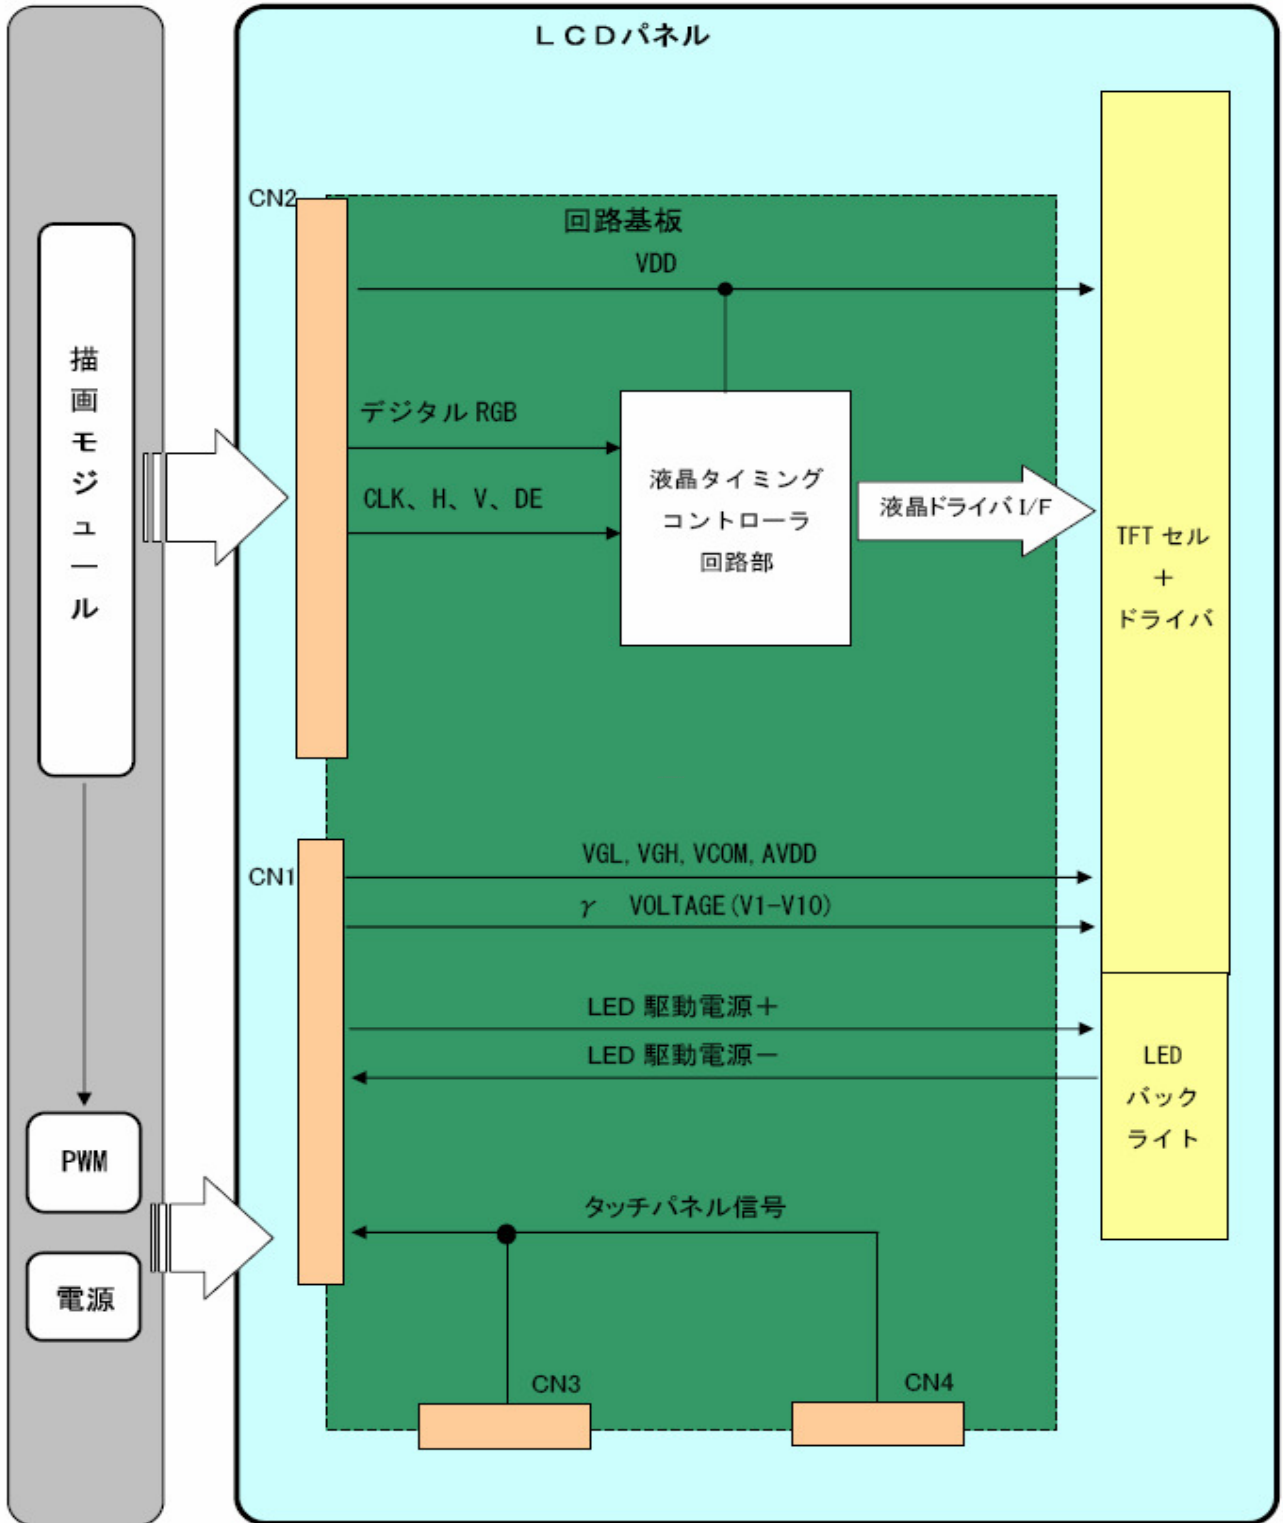 LCDパネル
CN2
回路基板
VDD
描
画
モ
ジ
ュ
ー
ル
デジタル RGB
CLK、H、V、DE
液晶タイミング
コントローラ
回路部
液晶ドライバ I/F
TFT セル
+
ドライバ
CN1
VGL, VGH, VCOM, AVDD
γ VOLTAGE(V1-V10)
LED 駆動電源+
LED 駆動電源-
LED
バック
ライト
PWM
電源
タッチパネル信号
CN3
CN4